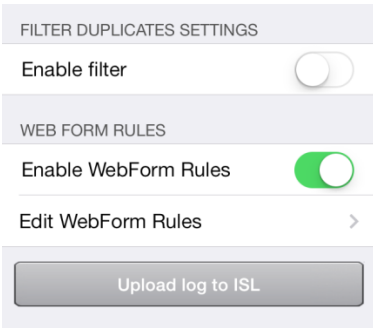 FILTER DUPLICATES SETTINGS
Enable filter
WEB FORM RULES
Enable WebForm Rules
Edit WebForm Rules
Upload log to ISL